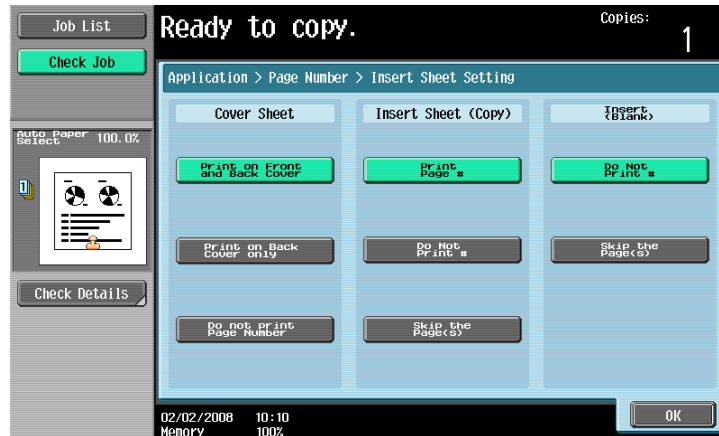 Job List
Check Job
Ready to copy.
Copies:
1
Application > Page Number > Insert Sheet Setting
Auto Paper
Select
100.0%
1
Check Details
Cover Sheet
Print on Front
and Back Cover
Print on Back
Cover only
Do not print
Page Number
Insert Sheet (Copy)
Print
Page #
Do Not
Print #
Skip the
Page(s)
Insert
(Blank)
Do Not
Print #
Skip the
Page(s)
02/02/2008 10:10
Memory 100%
OK